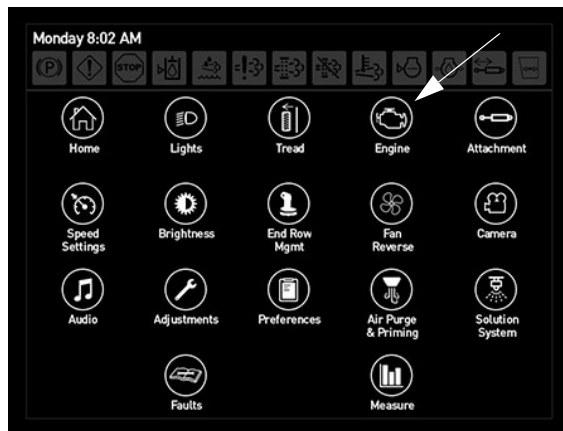 Monday 8:02 AM
STOP
Home Lights Tread Engine Attachment
Speed Settings Brightness End Row Mgmt Fan Reverse Camera
Audio Adjustments Preferences Air Purge & Priming Solution System
Faults Measure